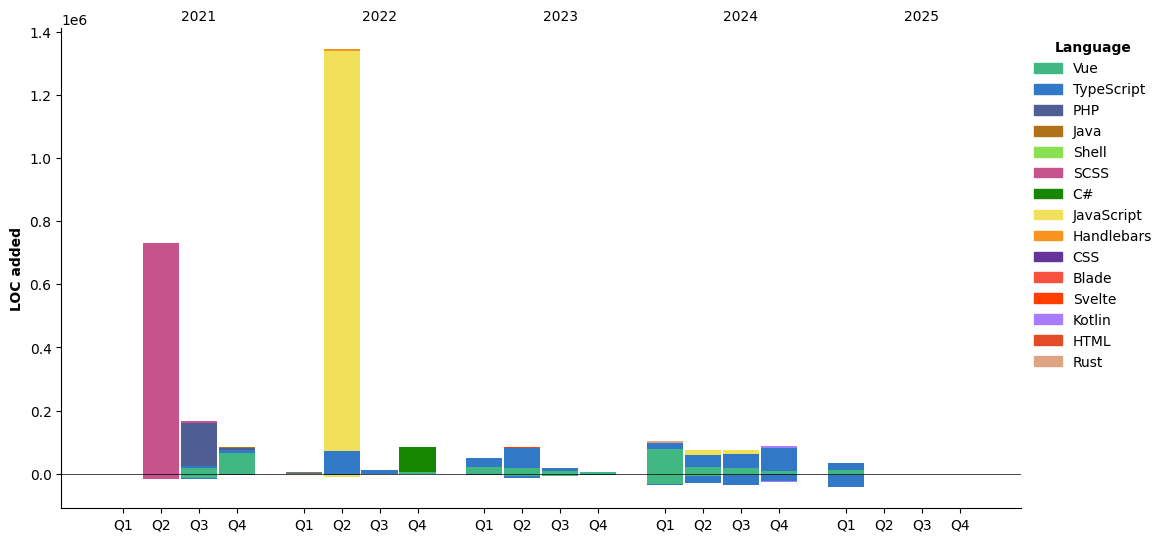 2021 2022 2023 2024 2025
1e6
1.4
1.2
1.0
0.8
0.6
0.4
0.2
0.0
LOC added
Q1 Q2 Q3 Q4 Q1 Q2 Q3 Q4 Q1 Q2 Q3 Q4 Q1 Q2 Q3 Q4 Q1 Q2 Q3 Q4
Language
Vue
TypeScript
PHP
Java
Shell
SCSS
C#
JavaScript
Handlebars
CSS
Blade
Svelte
Kotlin
HTML
Rust